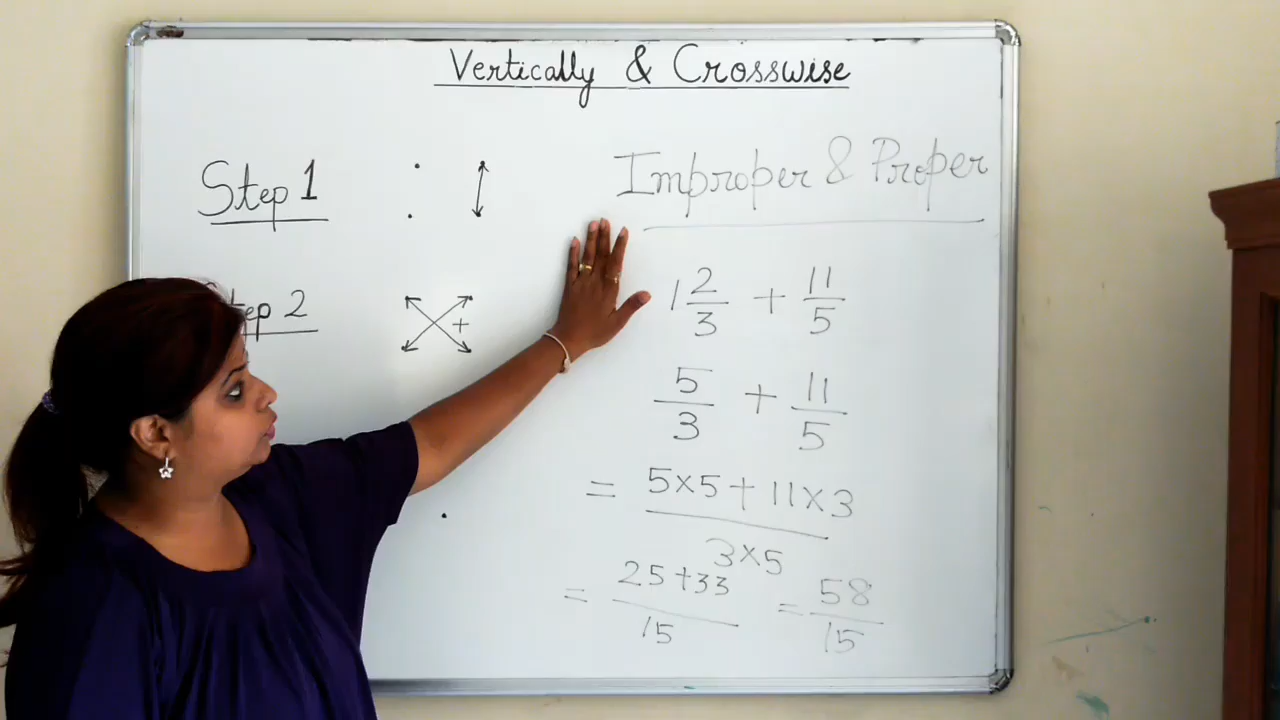 Vertically & Crosswise
Step 1
Step 2
+
Improper & Proper
1 2/3 + 11/5
5/3 + 11/5
= 5×5+11×3 / 3×5
= 25+33 / 15 = 58/15